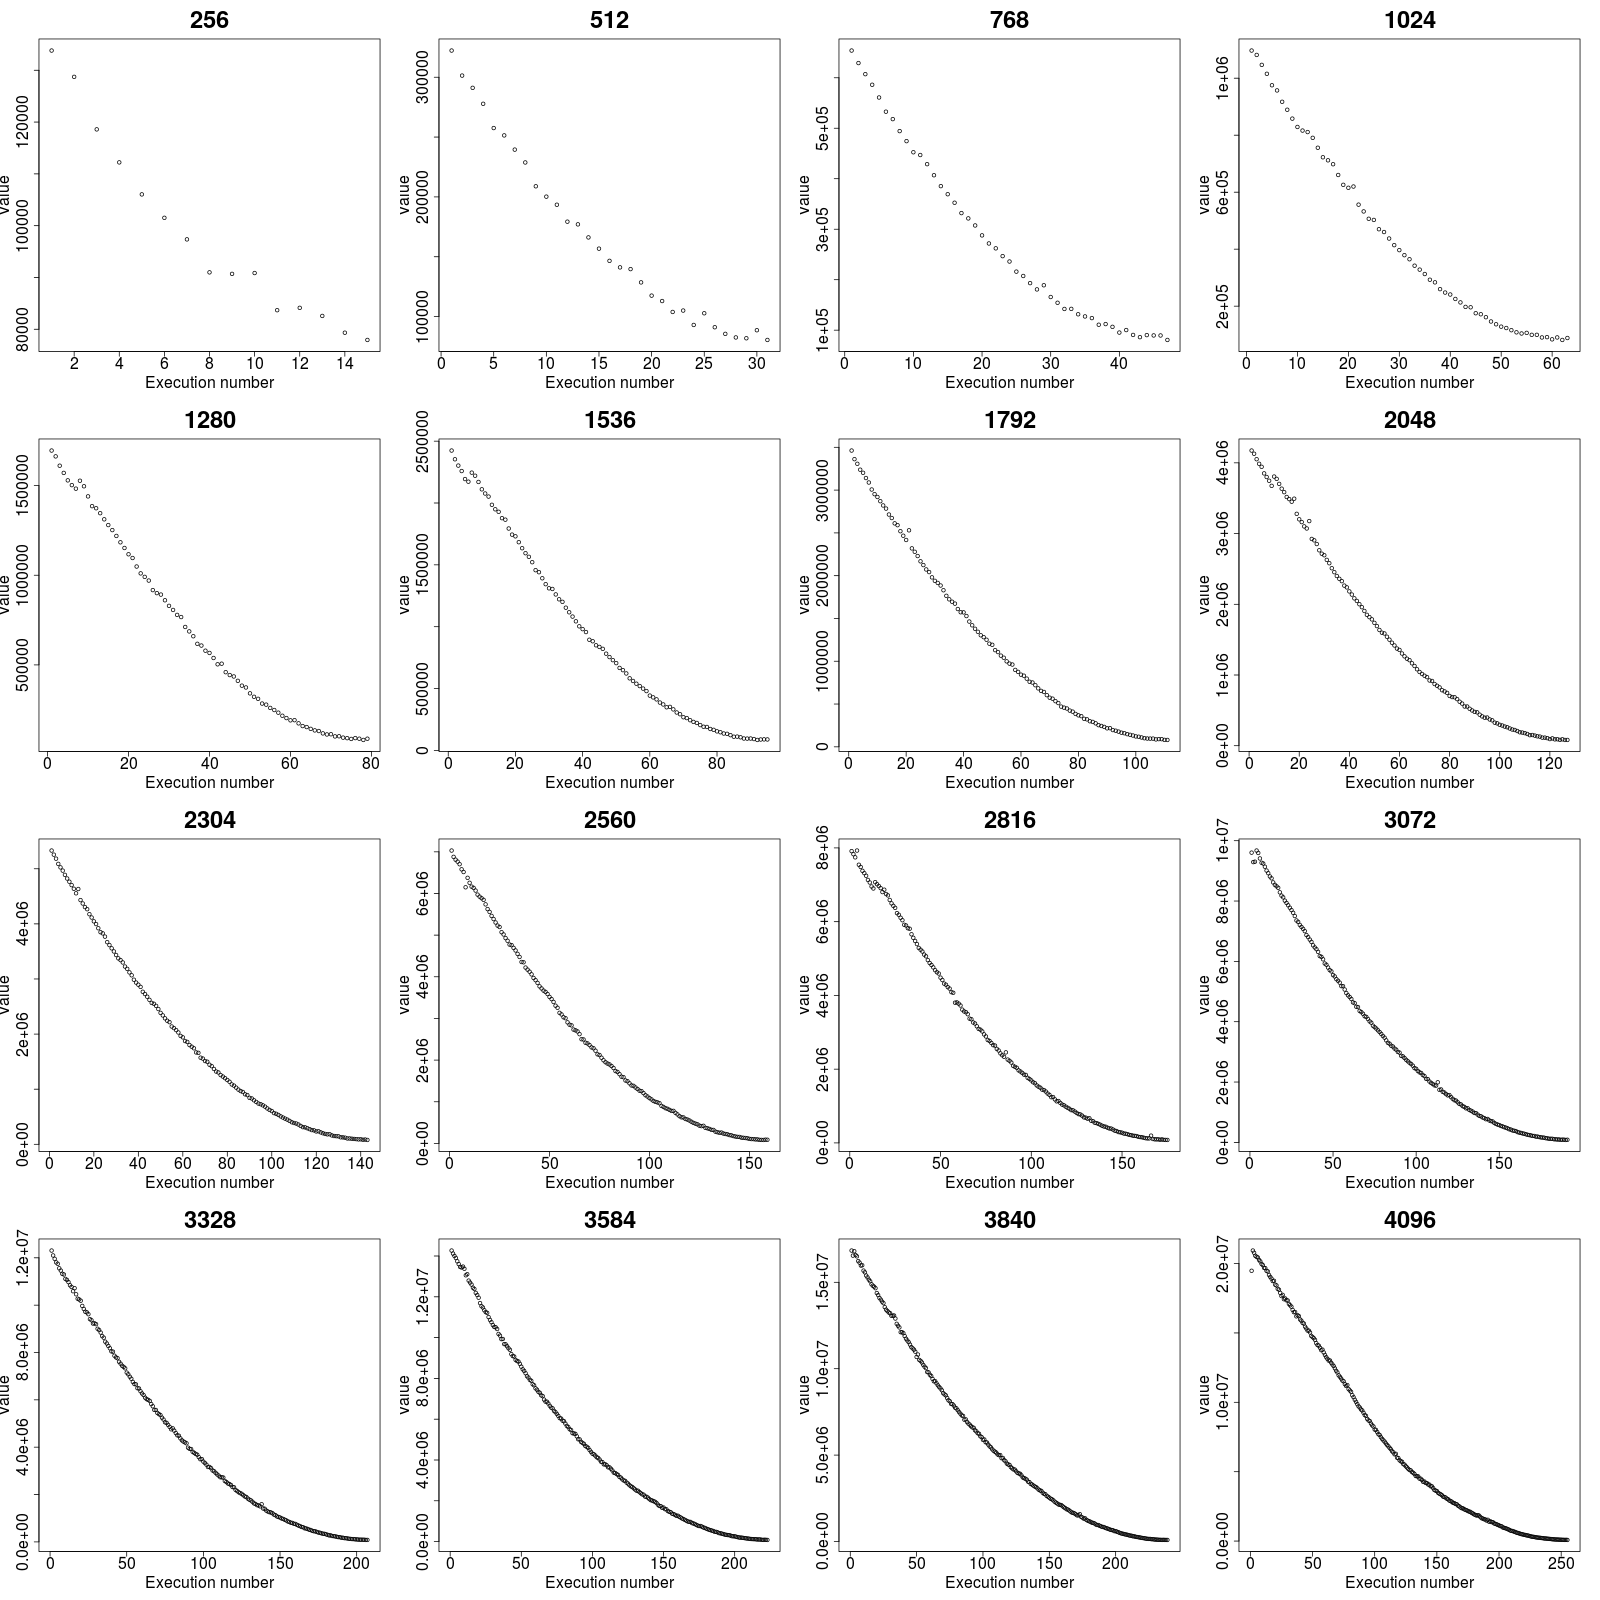 256
value
80000 100000 120000
2 4 6 8 10 12 14
Execution number
512
value
100000 200000 300000
0 5 10 15 20 25 30
Execution number
768
value
1e+05 3e+05 5e+05
0 10 20 30 40
Execution number
1024
value
2e+05 6e+05 1e+06
0 10 20 30 40 50 60
Execution number
1280
value
500000 1000000 1500000
0 20 40 60 80
Execution number
1536
value
0 500000 1500000 2500000
0 20 40 60 80
Execution number
1792
value
0 1000000 2000000 3000000
0 20 40 60 80 100
Execution number
2048
value
0e+00 1e+06 2e+06 3e+06 4e+06
0 20 40 60 80 100 120
Execution number
2304
value
0e+00 2e+06 4e+06
0 20 40 60 80 100 120 140
Execution number
2560
value
0e+00 2e+06 4e+06 6e+06
0 50 100 150
Execution number
2816
value
0e+00 2e+06 4e+06 6e+06 8e+06
0 50 100 150
Execution number
3072
value
0e+00 2e+06 4e+06 6e+06 8e+06 1e+07
0 50 100 150
Execution number
3328
value
0.0e+00 4.0e+06 8.0e+06 1.2e+07
0 50 100 150 200
Execution number
3584
value
0.0e+00 4.0e+06 8.0e+06 1.2e+07
0 50 100 150 200
Execution number
3840
value
0.0e+00 5.0e+06 1.0e+07 1.5e+07
0 50 100 150 200
Execution number
4096
value
0.0e+00 1.0e+07 2.0e+07
0 50 100 150 200 250
Execution number